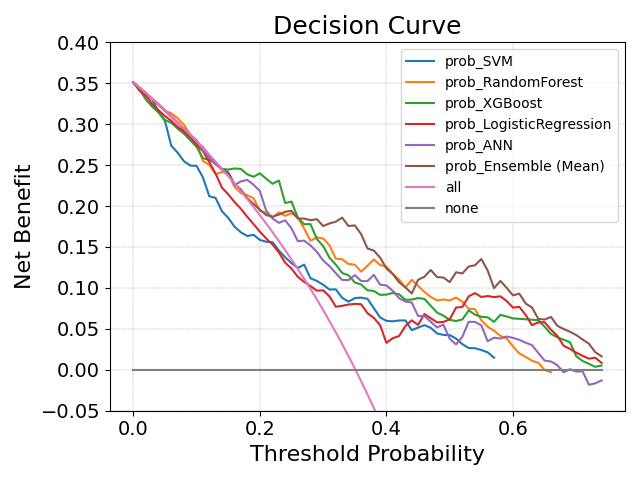 Decision Curve
Net Benefit
0.40
0.35
0.30
0.25
0.20
0.15
0.10
0.05
0.00
−0.05
prob_SVM
prob_RandomForest
prob_XGBoost
prob_LogisticRegression
prob_ANN
prob_Ensemble (Mean)
all
none
0.0 0.2 0.4 0.6
Threshold Probability